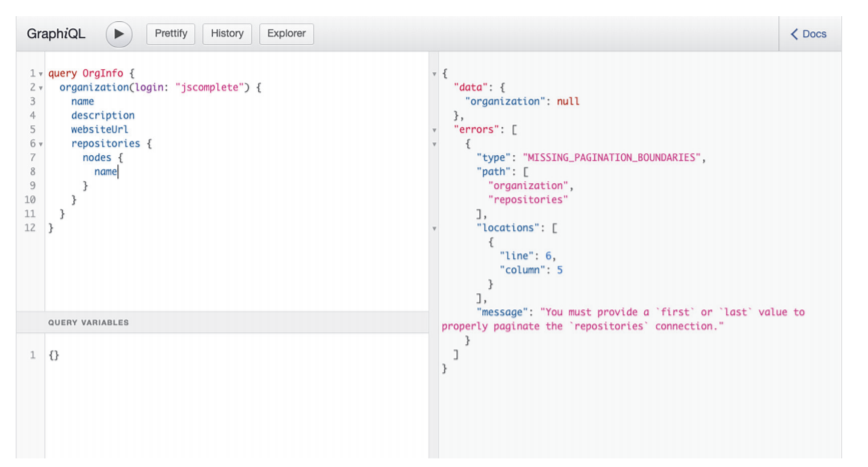 GraphiQL Prettify History Explorer Docs
1 query OrgInfo {
2 organization(login: "jscomplete") {
3 name
4 description
5 websiteUrl
6 repositories {
7 nodes {
8 name
9 }
10 }
11 }
12 }
QUERY VARIABLES
1 {}
{
"data": {
"organization": null
},
"errors": [
{
"type": "MISSING_PAGINATION_BOUNDARIES",
"path": [
"organization",
"repositories"
],
"locations": [
{
"line": 6,
"column": 5
}
],
"message": "You must provide a `first` or `last` value to
properly paginate the `repositories` connection."
}
]
}